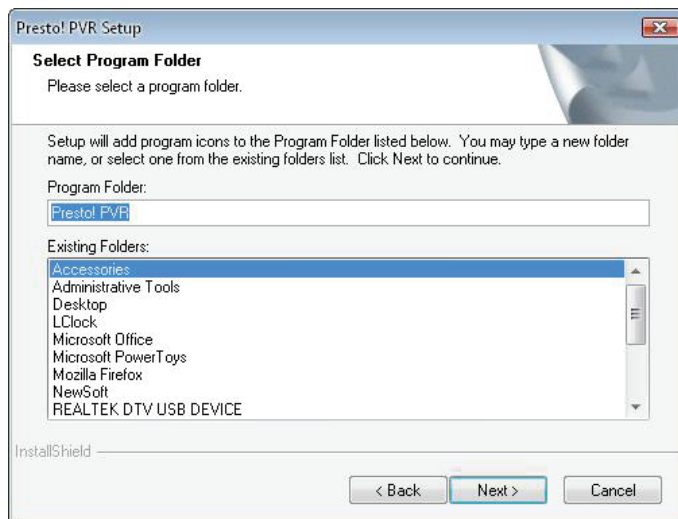 Presto! PVR Setup
Select Program Folder
Please select a program folder.
Setup will add program icons to the Program Folder listed below. You may type a new folder
name, or select one from the existing folders list. Click Next to continue.
Program Folder:
Presto! PVR
Existing Folders:
Accessories
Administrative Tools
Desktop
LClock
Microsoft Office
Microsoft PowerToys
Mozilla Firefox
NewSoft
REALTEK DTV USB DEVICE
InstallShield
< Back
Next >
Cancel